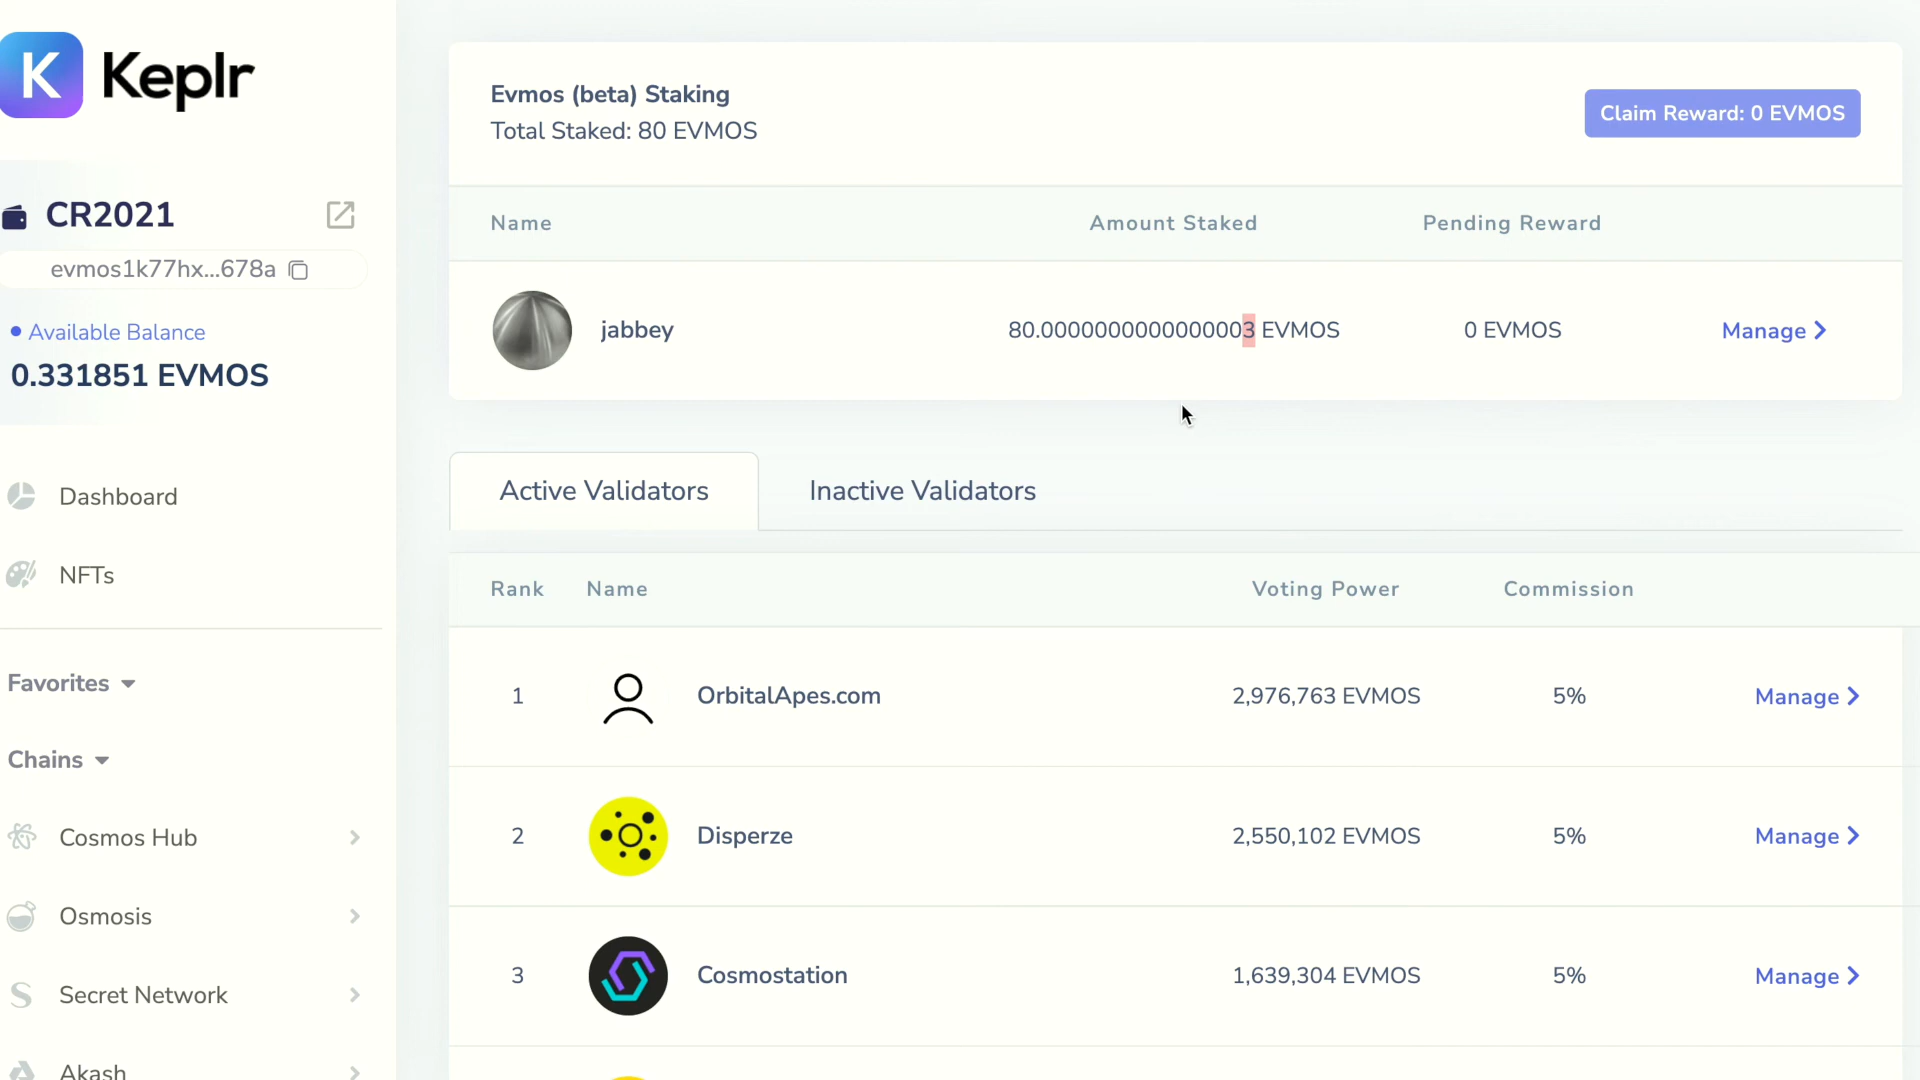 K Keplr
CR2021
evmos1k77hx...678a
Available Balance
0.331851 EVMOS
Dashboard
NFTs
Favorites
Chains
Cosmos Hub
Osmosis
Secret Network
Akash
Evmos (beta) Staking
Total Staked: 80 EVMOS
Claim Reward: 0 EVMOS
Name Amount Staked Pending Reward
jabbey 80.0000000000000003 EVMOS 0 EVMOS Manage
Active Validators Inactive Validators
Rank Name Voting Power Commission
1 OrbitalApes.com 2,976,763 EVMOS 5% Manage
2 Disperze 2,550,102 EVMOS 5% Manage
3 Cosmostation 1,639,304 EVMOS 5% Manage